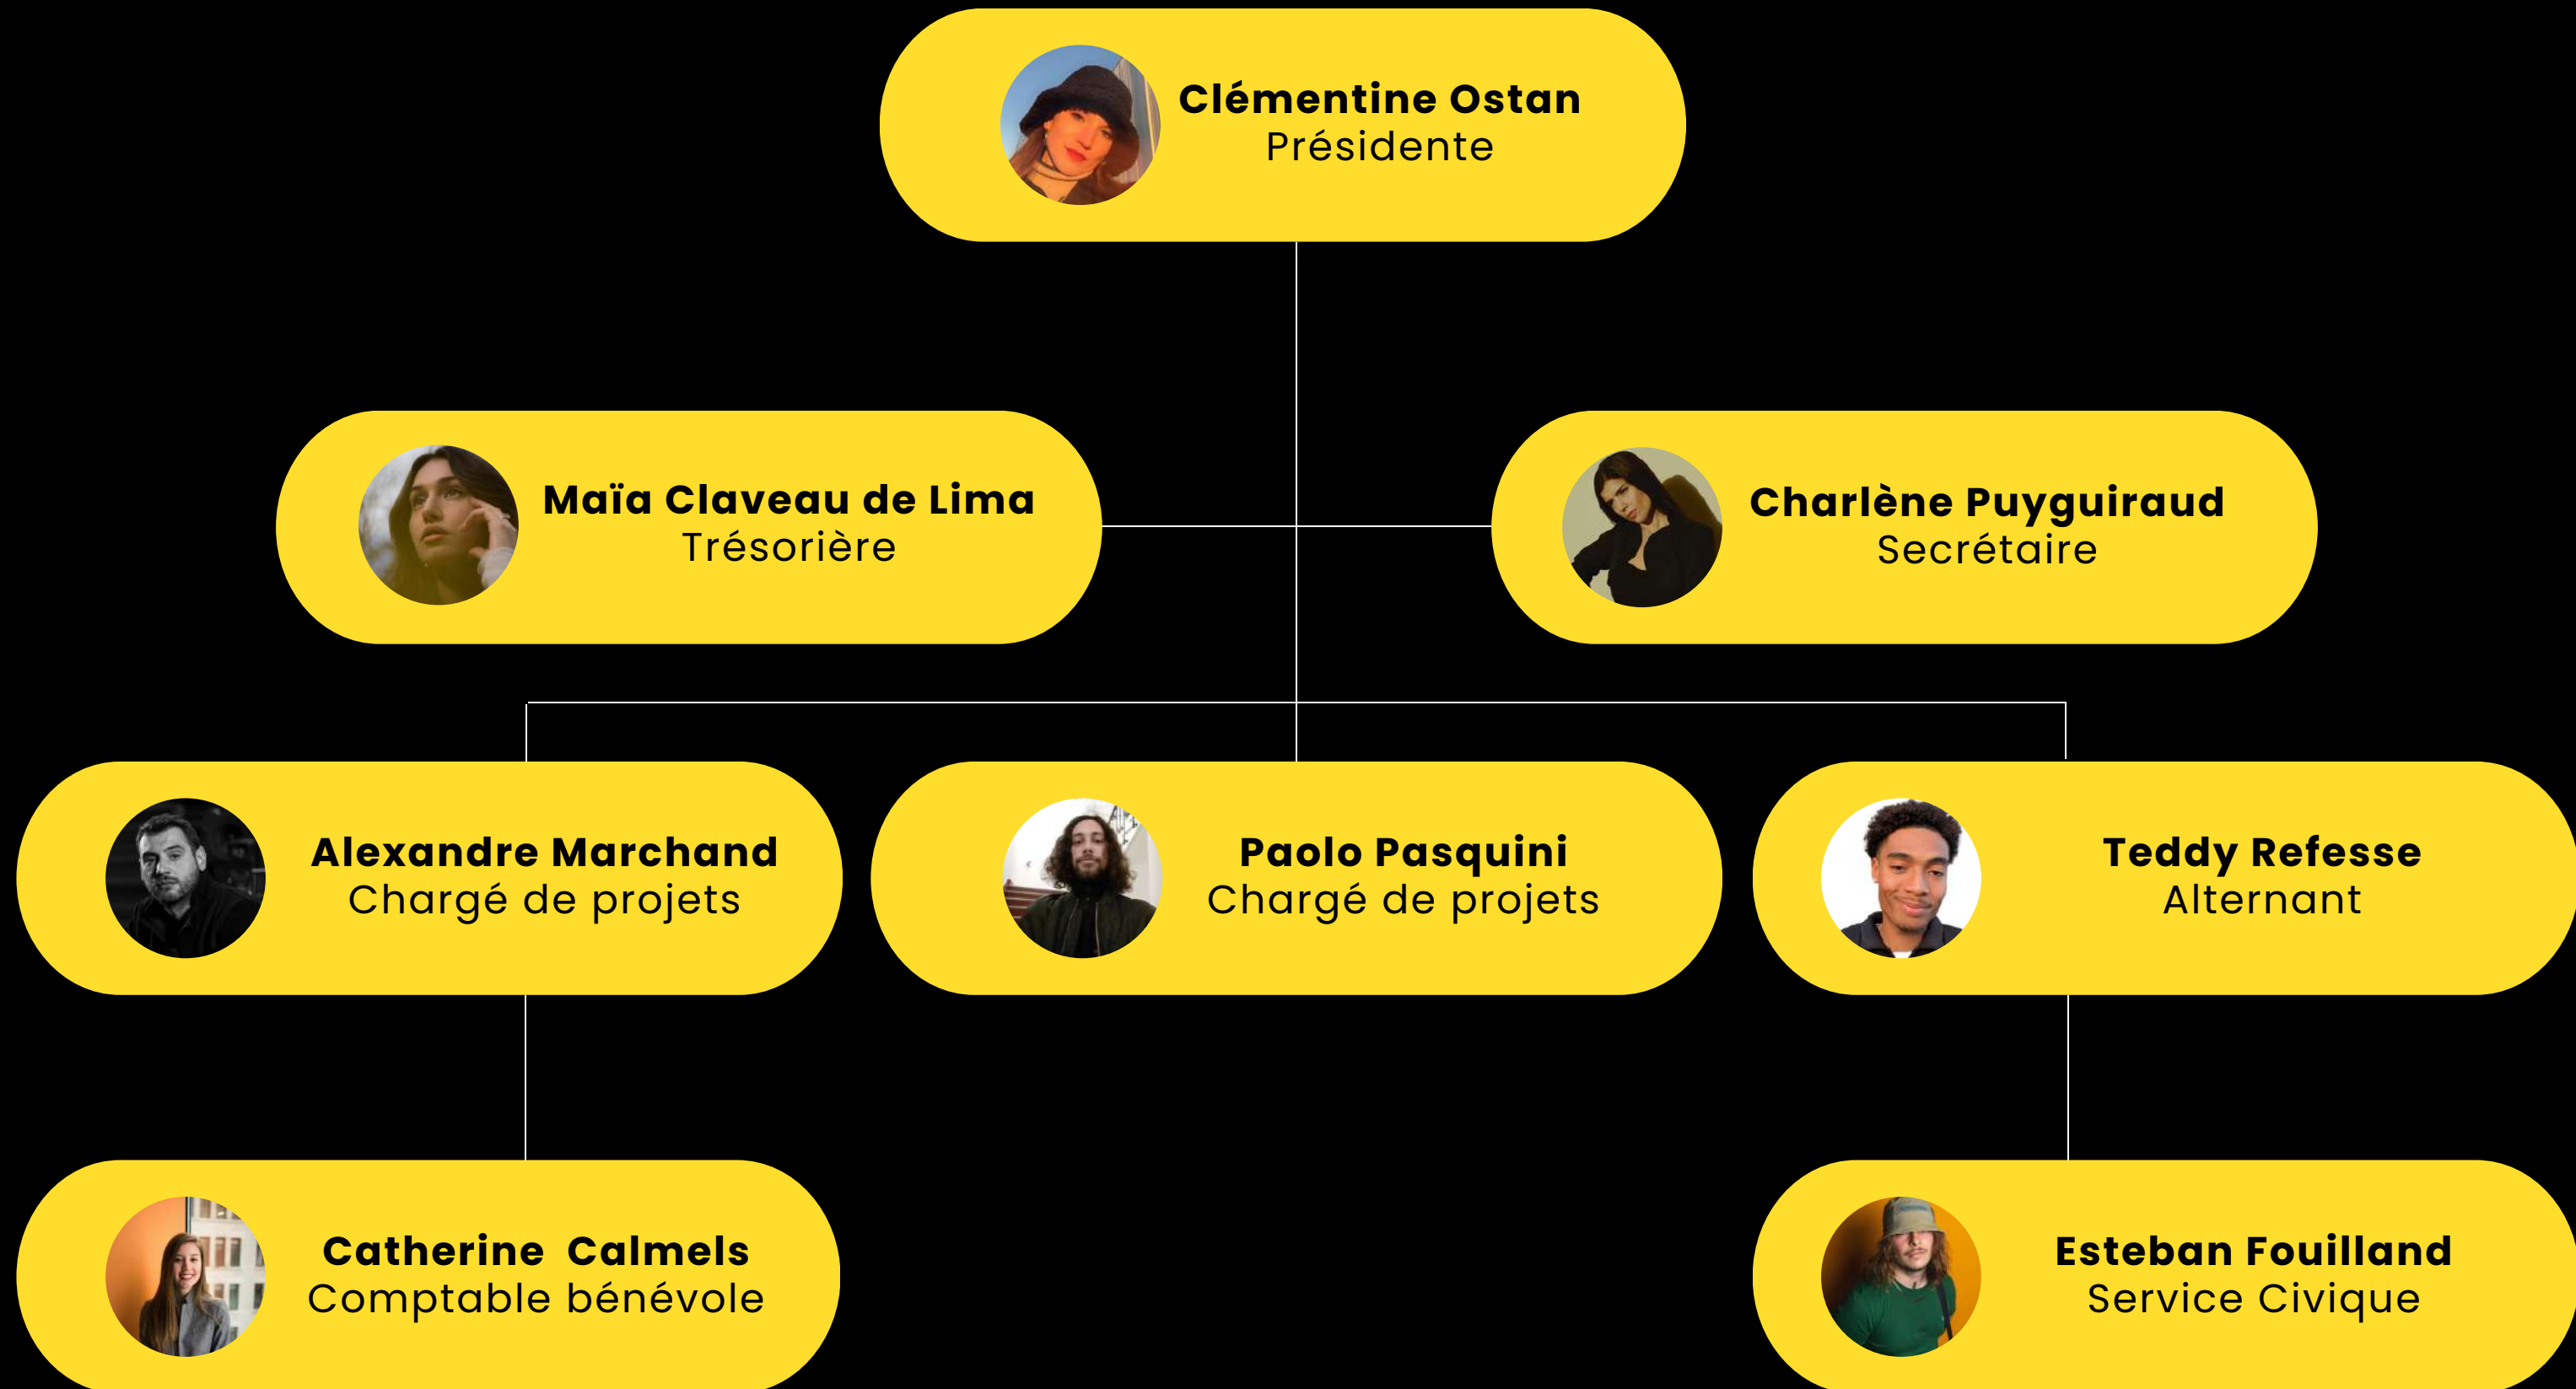 Clémentine Ostan
Présidente
Maïa Claveau de Lima
Trésorière
Charlène Puyguiraud
Secrétaire
Alexandre Marchand
Chargé de projets
Paolo Pasquini
Chargé de projets
Teddy Refesse
Alternant
Catherine  Calmels
Comptable bénévole
Esteban Fouilland
Service Civique